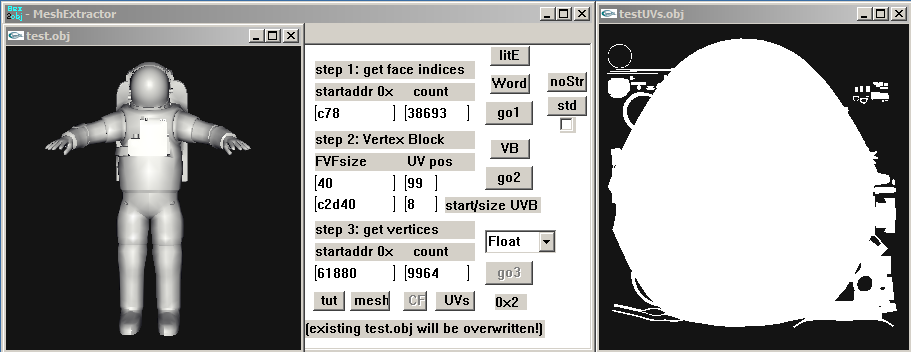 Hex
2obj - MeshExtractor
test.obj
litE
step 1: get face indices
noStr
Word
startaddr 0x count
std
[c78 ] [38693 ]
go1
step 2: Vertex Block
VB
FVFsize UV pos
go2
[40 ] [99 ]
[c2d40 ] [8 ] start/size UVB
step 3: get vertices
Float
startaddr 0x count
[61880 ] [9964 ]
go3
tut mesh CF UVs 0x2
(existing test.obj will be overwritten!)
testUVs.obj